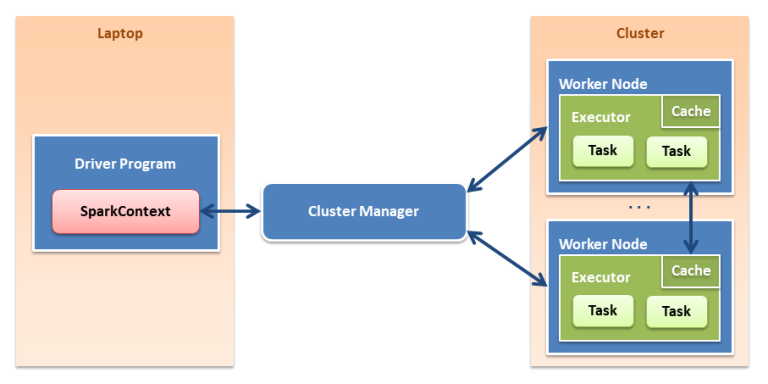 Laptop
Driver Program
SparkContext
Cluster Manager
Cluster
Worker Node
Executor
Cache
Task
Task
...
Worker Node
Executor
Cache
Task
Task